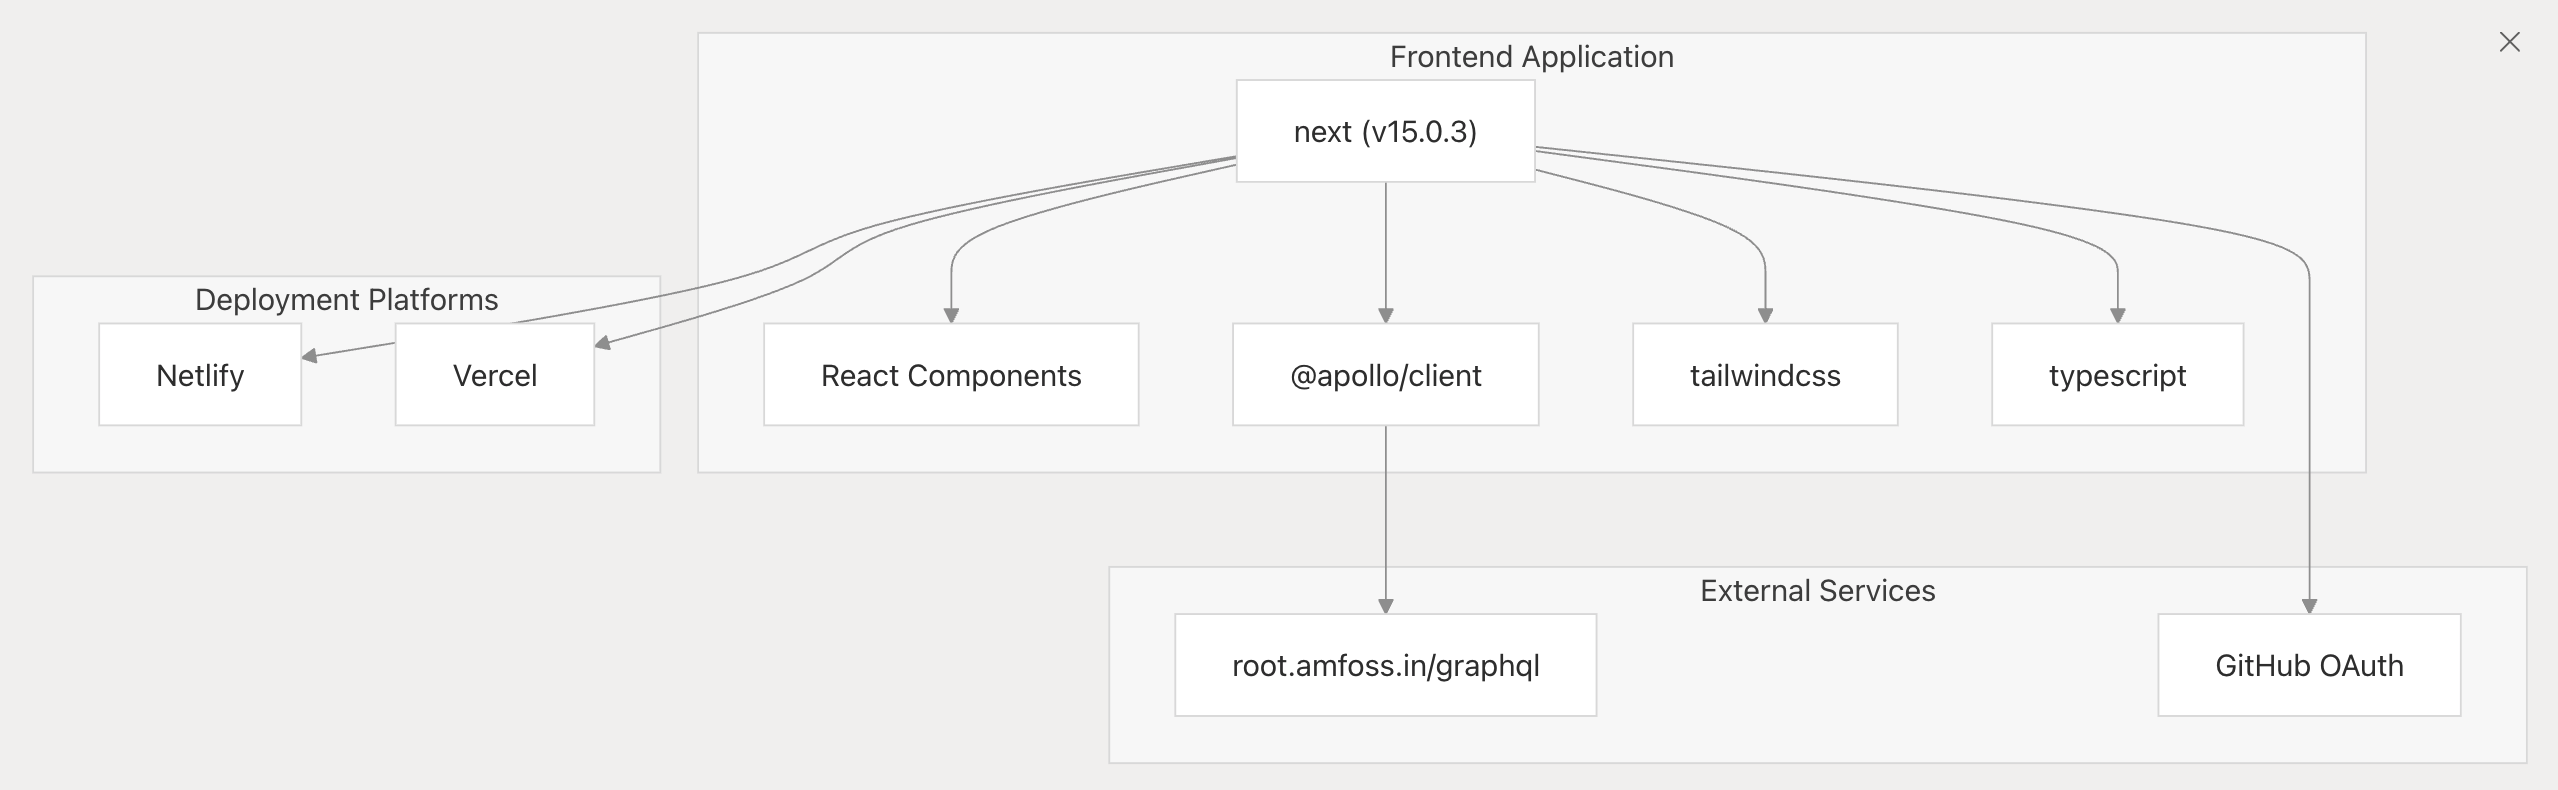 Frontend Application
next (v15.0.3)
Deployment Platforms
Netlify
Vercel
React Components
@apollo/client
tailwindcss
typescript
External Services
root.amfoss.in/graphql
GitHub OAuth